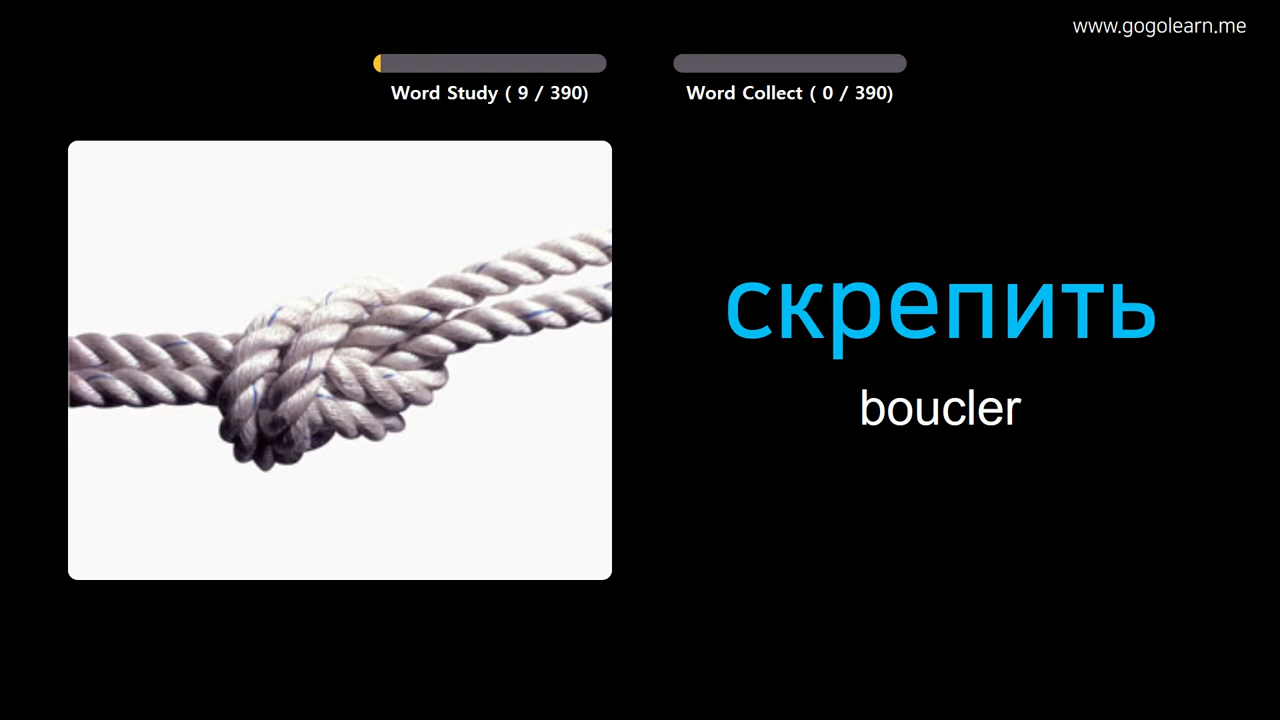 www.gogolearn.me
Word Study ( 9 / 390)
Word Collect ( 0 / 390)
скрепить
boucler